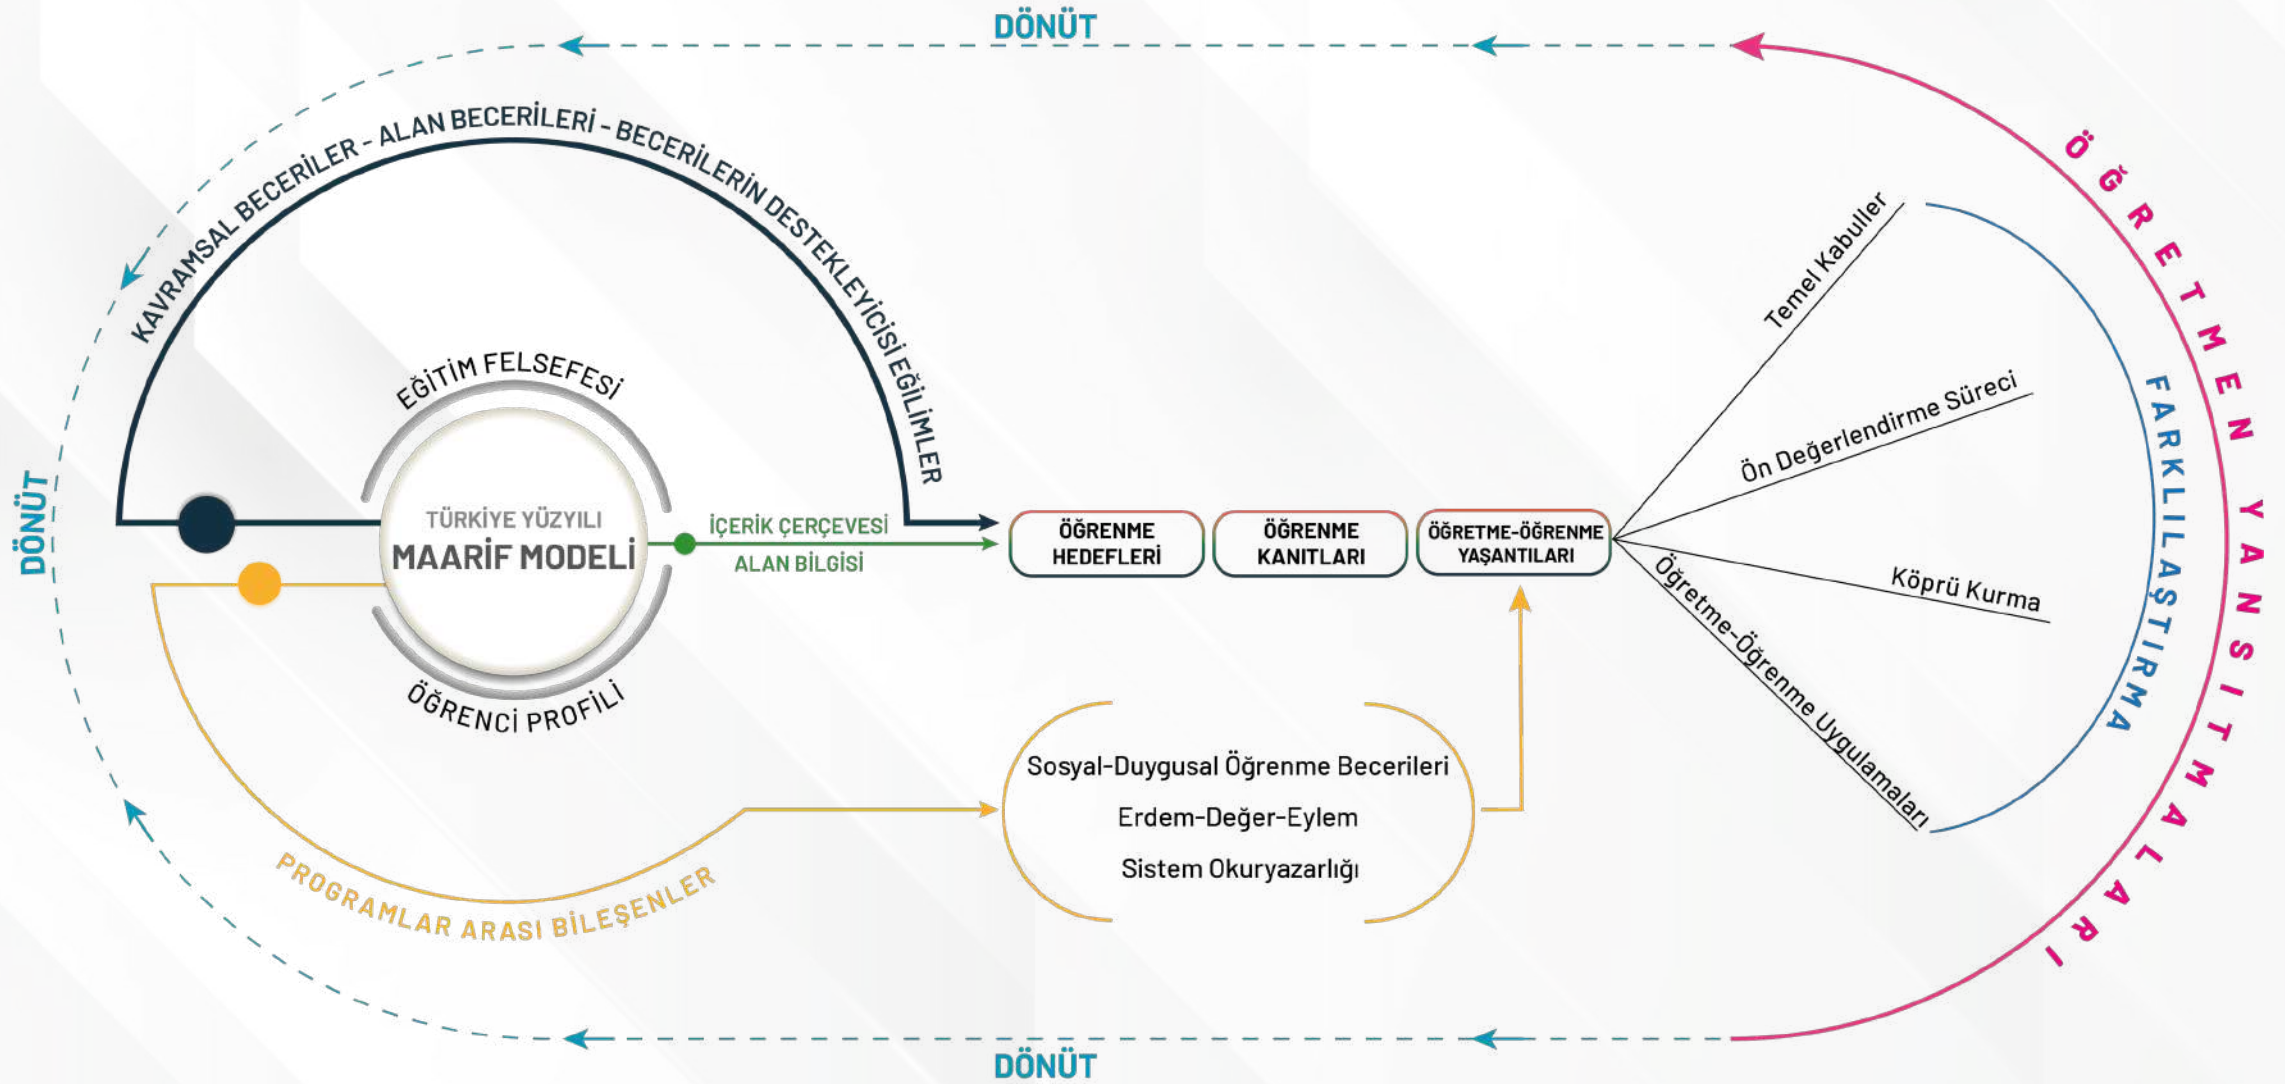 DÖNÜT
KAVRAMSAL BECERİLER - ALAN BECERİLERİ - BECERİLERİN DESTEKLEYİCİSİ EĞİLİMLER
DÖNÜT
EĞİTİM FELSEFESİ
TÜRKİYE YÜZYILI
MAARİF MODELİ
ÖĞRENCİ PROFİLİ
İÇERİK ÇERÇEVESİ
ALAN BİLGİSİ
ÖĞRENME
HEDEFLERİ
ÖĞRENME
KANITLARI
ÖĞRETME-ÖĞRENME
YAŞANTILARI
Temel Kabuller
Ön Değerlendirme Süreci
Köprü Kurma
Öğretme-Öğrenme Uygulamaları
FARKLILAŞTIRMA
ÖĞRETMEN YANSITMALARI
PROGRAMLAR ARASI BİLEŞENLER
Sosyal-Duygusal Öğrenme Becerileri
Erdem-Değer-Eylem
Sistem Okuryazarlığı
DÖNÜT